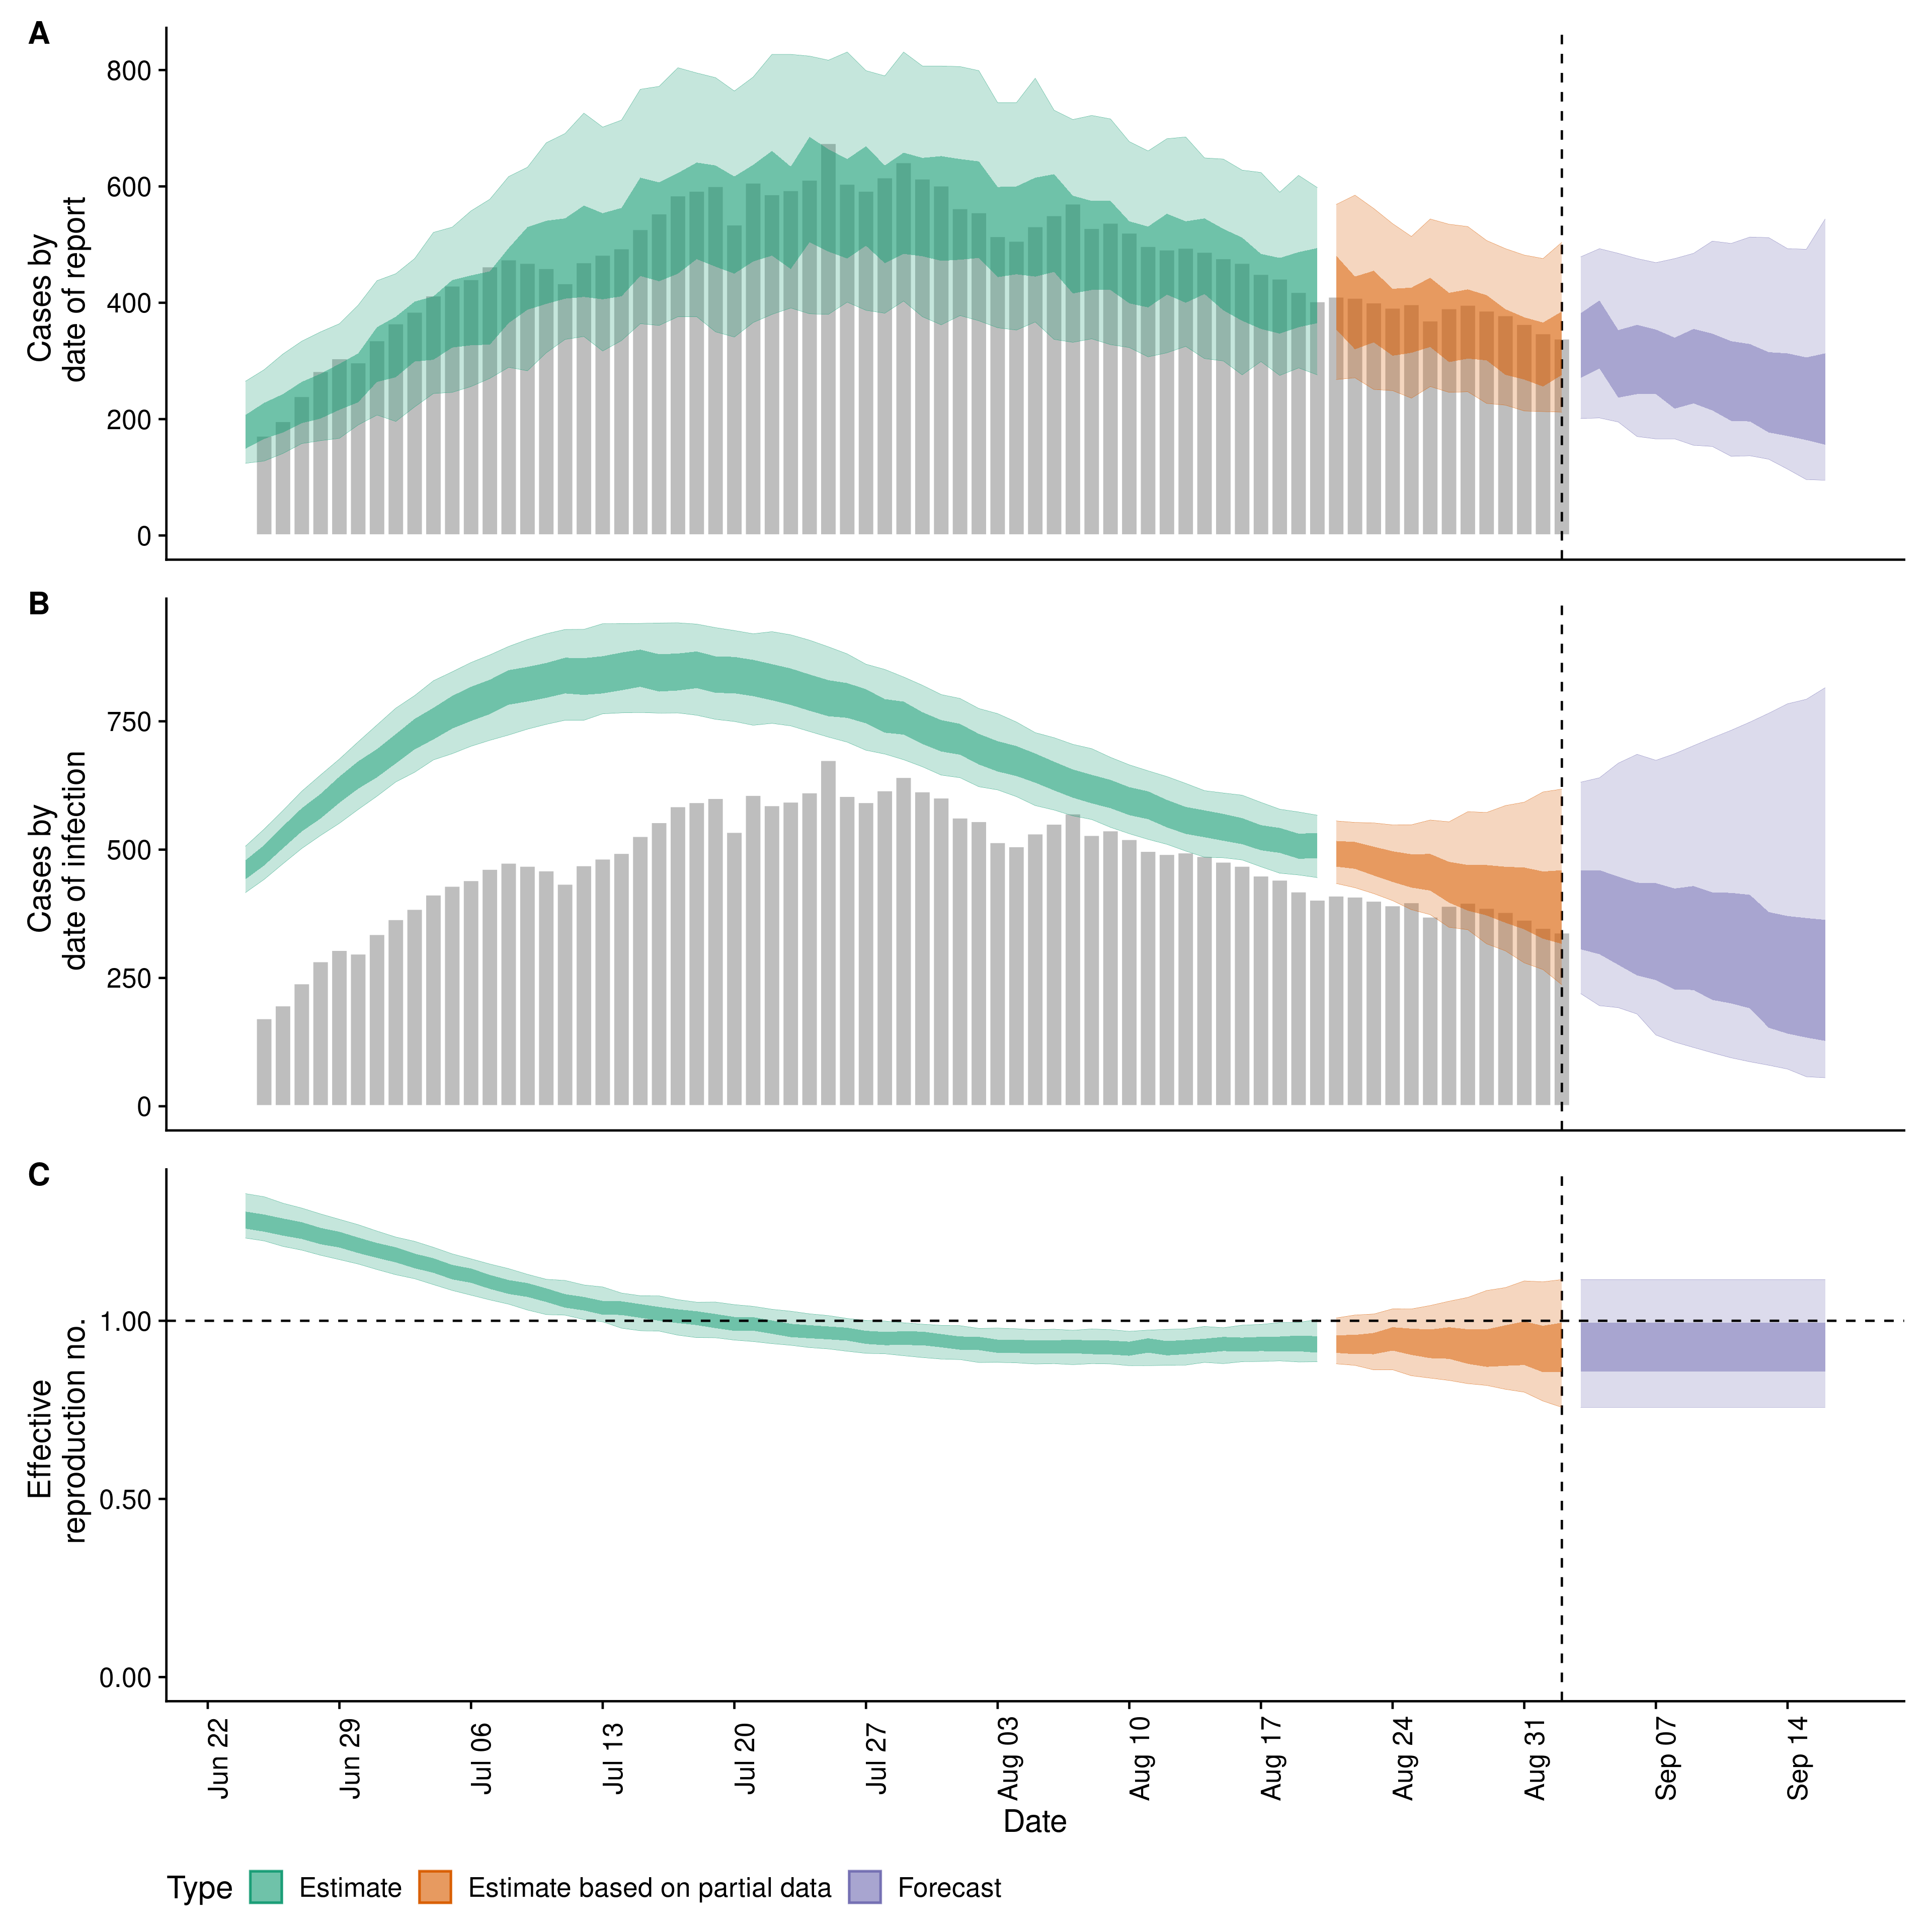 A
Cases by
date of report
800
600
400
200
0
B
Cases by
date of infection
750
500
250
0
C
Effective
reproduction no.
1.00
0.50
0.00
Jun 22
Jun 29
Jul 06
Jul 13
Jul 20
Jul 27
Aug 03
Aug 10
Aug 17
Aug 24
Aug 31
Sep 07
Sep 14
Date
Type Estimate Estimate based on partial data Forecast